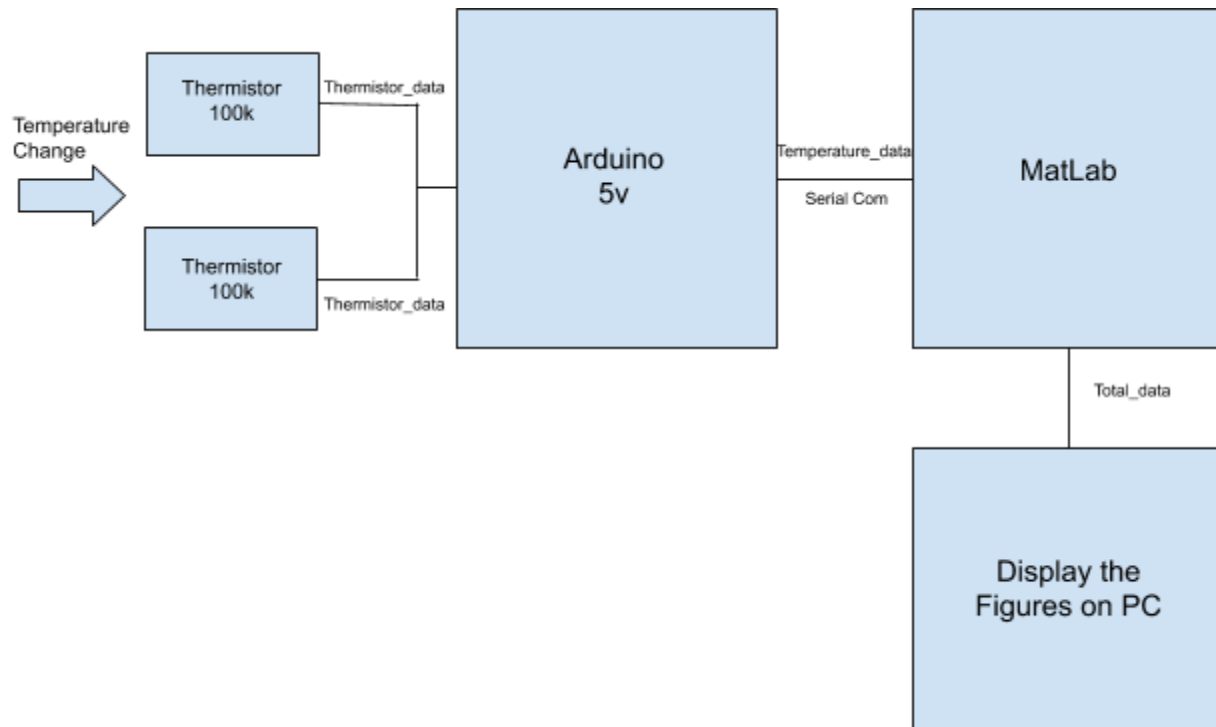 Temperature
Change
Thermistor
100k
Thermistor_data
Thermistor
100k
Thermistor_data
Arduino
5v
Temperature_data
Serial Com
MatLab
Total_data
Display the
Figures on PC